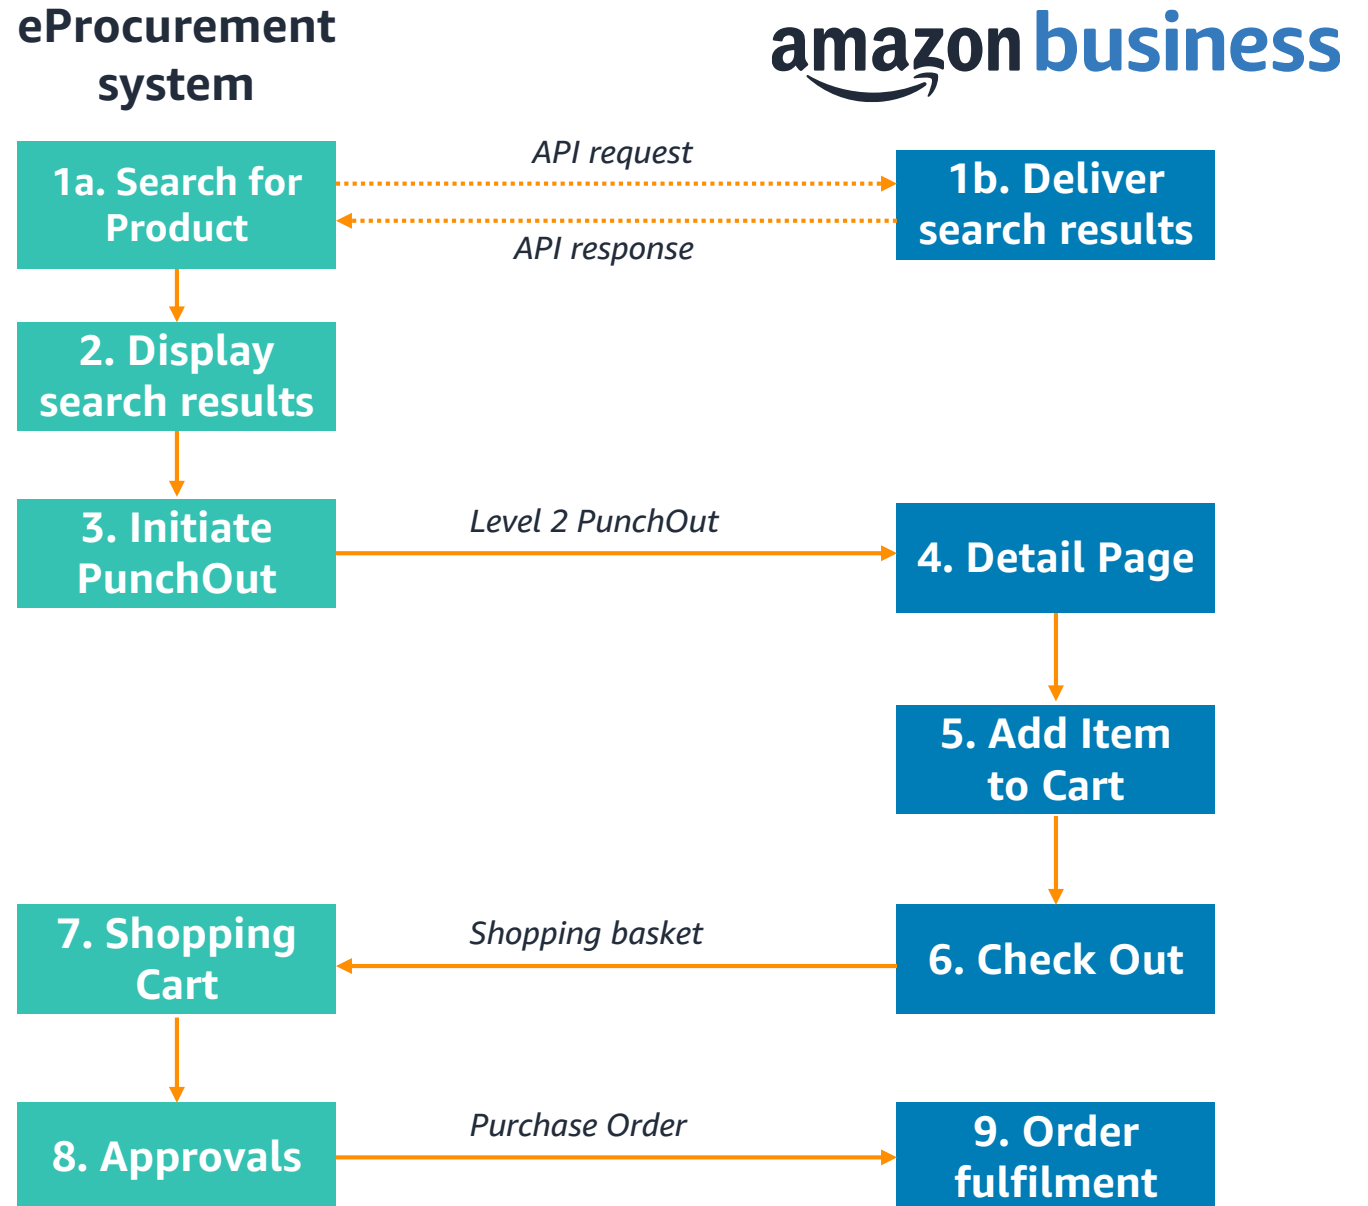 eProcurement
system
amazon business
1a. Search for
Product
API request
API response
1b. Deliver
search results
2. Display
search results
3. Initiate
PunchOut
Level 2 PunchOut
4. Detail Page
5. Add Item
to Cart
6. Check Out
Shopping basket
7. Shopping
Cart
8. Approvals
Purchase Order
9. Order
fulfilment